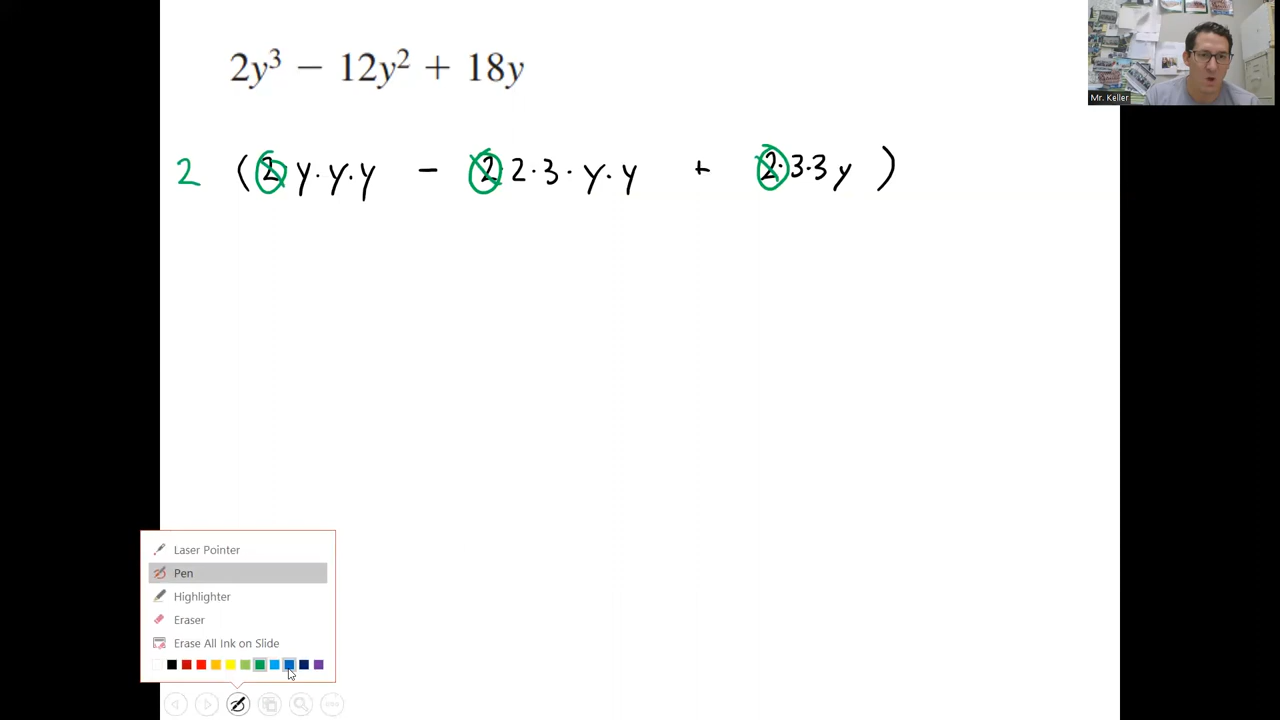 Mr. Keller
2y³ − 12y² + 18y
2 (2 y·y·y − 2 2·3·y·y + 2·3·3 y)
Laser Pointer
Pen
Highlighter
Eraser
Erase All Ink on Slide